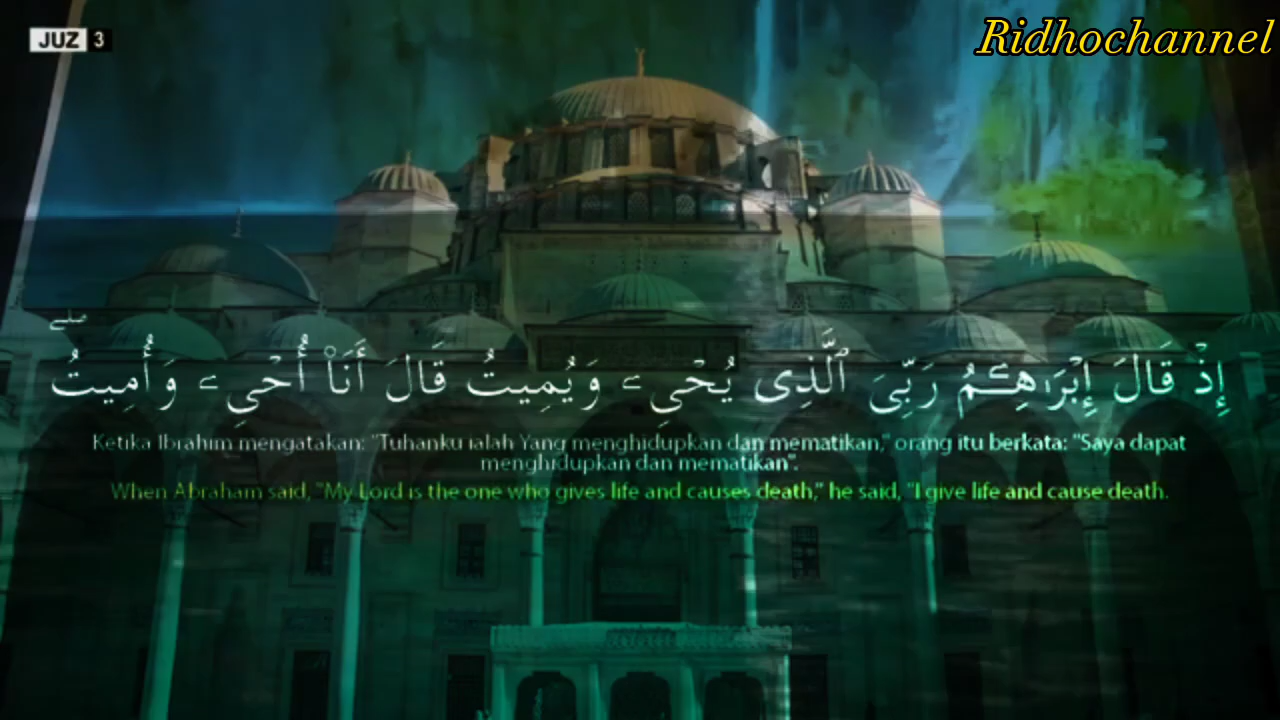 JUZ 3
Ridhochannel
إِذْ قَالَ إِبْرَٰهِـۧمُ رَبِّىَ ٱلَّذِى يُحْىِۦ وَيُمِيتُ قَالَ أَنَا۠ أُحْىِۦ وَأُمِيتُ ۖ
Ketika Ibrahim mengatakan: "Tuhanku ialah Yang menghidupkan dan mematikan," orang itu berkata: "Saya dapat
menghidupkan dan mematikan".
When Abraham said, "My Lord is the one who gives life and causes death," he said, "I give life and cause death.